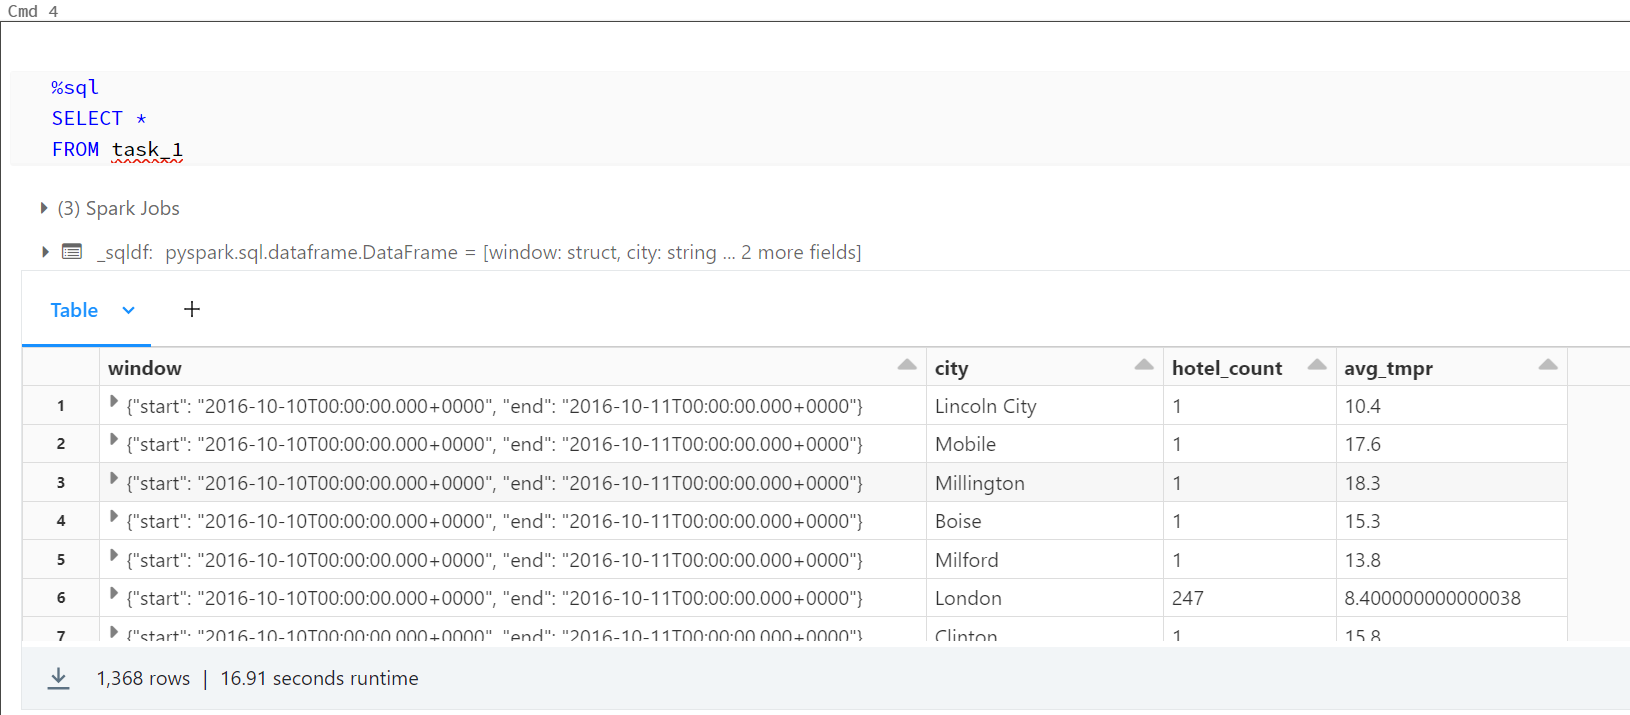 Cmd 4
%sql
SELECT *
FROM task_1
(3) Spark Jobs
_sqldf: pyspark.sql.dataframe.DataFrame = [window: struct, city: string ... 2 more fields]
Table +
window city hotel_count avg_tmpr
1 {"start": "2016-10-10T00:00:00.000+0000", "end": "2016-10-11T00:00:00.000+0000"} Lincoln City 1 10.4
2 {"start": "2016-10-10T00:00:00.000+0000", "end": "2016-10-11T00:00:00.000+0000"} Mobile 1 17.6
3 {"start": "2016-10-10T00:00:00.000+0000", "end": "2016-10-11T00:00:00.000+0000"} Millington 1 18.3
4 {"start": "2016-10-10T00:00:00.000+0000", "end": "2016-10-11T00:00:00.000+0000"} Boise 1 15.3
5 {"start": "2016-10-10T00:00:00.000+0000", "end": "2016-10-11T00:00:00.000+0000"} Milford 1 13.8
6 {"start": "2016-10-10T00:00:00.000+0000", "end": "2016-10-11T00:00:00.000+0000"} London 247 8.400000000000038
7 {"start": "2016-10-10T00:00:00.000+0000", "end": "2016-10-11T00:00:00.000+0000"} Clinton 1 15.8
1,368 rows | 16.91 seconds runtime